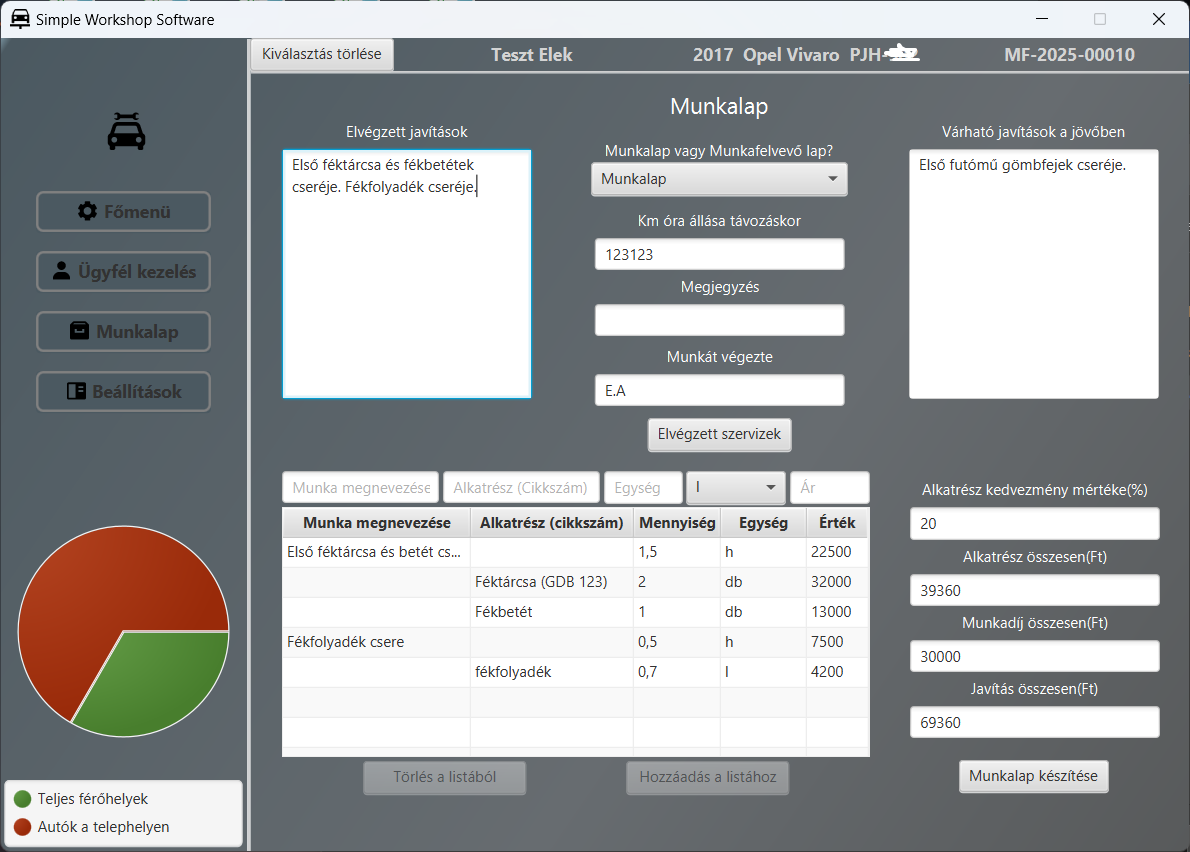 Simple Workshop Software
Kiválasztás törlése
Teszt Elek
2017 Opel Vivaro PJH-
MF-2025-00010
Főmenü
Ügyfél kezelés
Munkalap
Beállítások
Teljes férőhelyek
Autók a telephelyen
Munkalap
Elvégzett javítások
Első féktárcsa és fékbetétek
cseréje. Fékfolyadék cseréje.
Munkalap vagy Munkafelvevő lap?
Munkalap
Km óra állása távozáskor
123123
Megjegyzés
Munkát végezte
E.A
Elvégzett szervizek
Várható javítások a jövőben
Első futómű gömbfejek cseréje.
Munka megnevezése Alkatrész (Cikkszám) Egység l Ár
Munka megnevezése Alkatrész (cikkszám) Mennyiség Egység Érték
Első féktárcsa és betét cs... 1,5 h 22500
Féktárcsa (GDB 123) 2 db 32000
Fékbetét 1 db 13000
Fékfolyadék csere 0,5 h 7500
fékfolyadék 0,7 l 4200
Törlés a listából
Hozzáadás a listához
Alkatrész kedvezmény mértéke(%)
20
Alkatrész összesen(Ft)
39360
Munkadíj összesen(Ft)
30000
Javítás összesen(Ft)
69360
Munkalap készítése